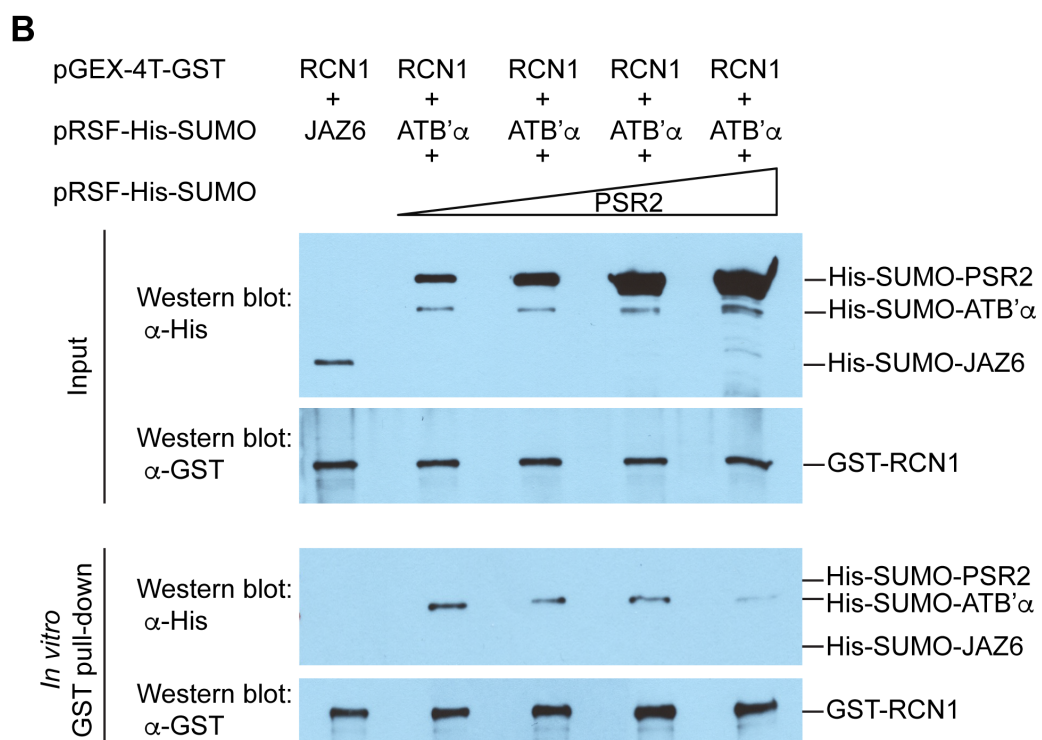 B
pGEX-4T-GST RCN1 RCN1 RCN1 RCN1 RCN1
+ + + + +
pRSF-His-SUMO JAZ6 ATB’α ATB’α ATB’α ATB’α
+ + + +
pRSF-His-SUMO
PSR2
Input
Western blot:
α-His
His-SUMO-PSR2
His-SUMO-ATB’α
His-SUMO-JAZ6
Western blot:
α-GST
GST-RCN1
In vitro
GST pull-down
Western blot:
α-His
His-SUMO-PSR2
His-SUMO-ATB’α
His-SUMO-JAZ6
Western blot:
α-GST
GST-RCN1